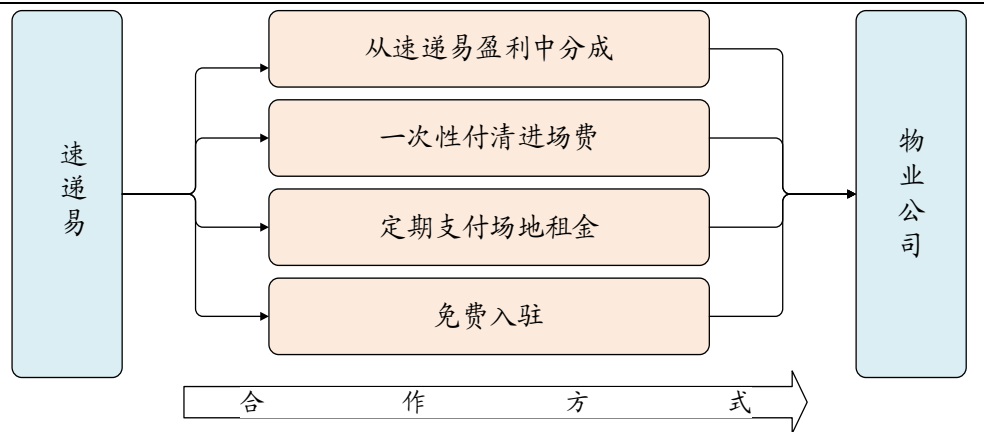 速递易
从速递易盈利中分成
一次性付清进场费
定期支付场地租金
免费入驻
物业公司
合作方式